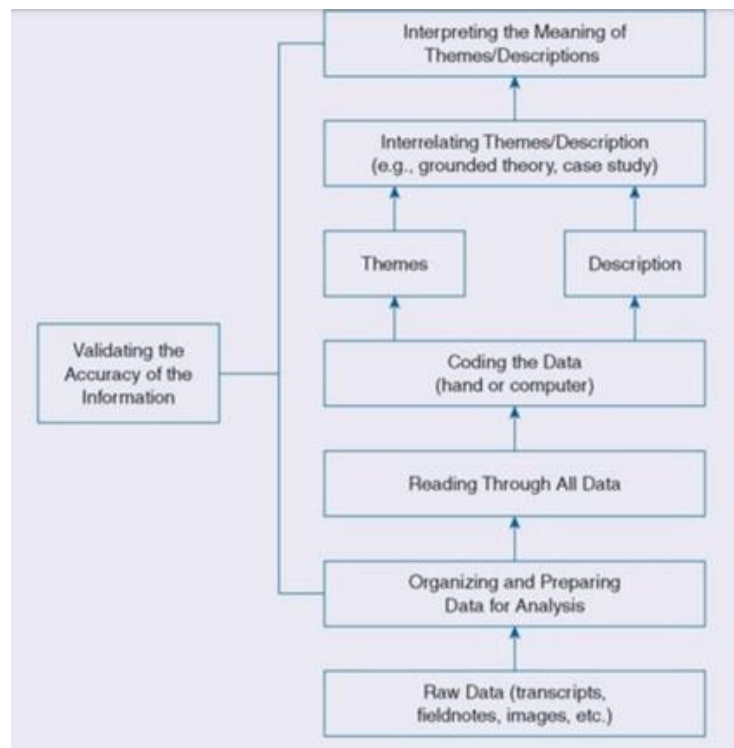 Interpreting the Meaning of
Themes/Descriptions
Interrelating Themes/Description
(e.g., grounded theory, case study)
Themes
Description
Validating the
Accuracy of the
Information
Coding the Data
(hand or computer)
Reading Through All Data
Organizing and Preparing
Data for Analysis
Raw Data (transcripts,
fieldnotes, images, etc.)